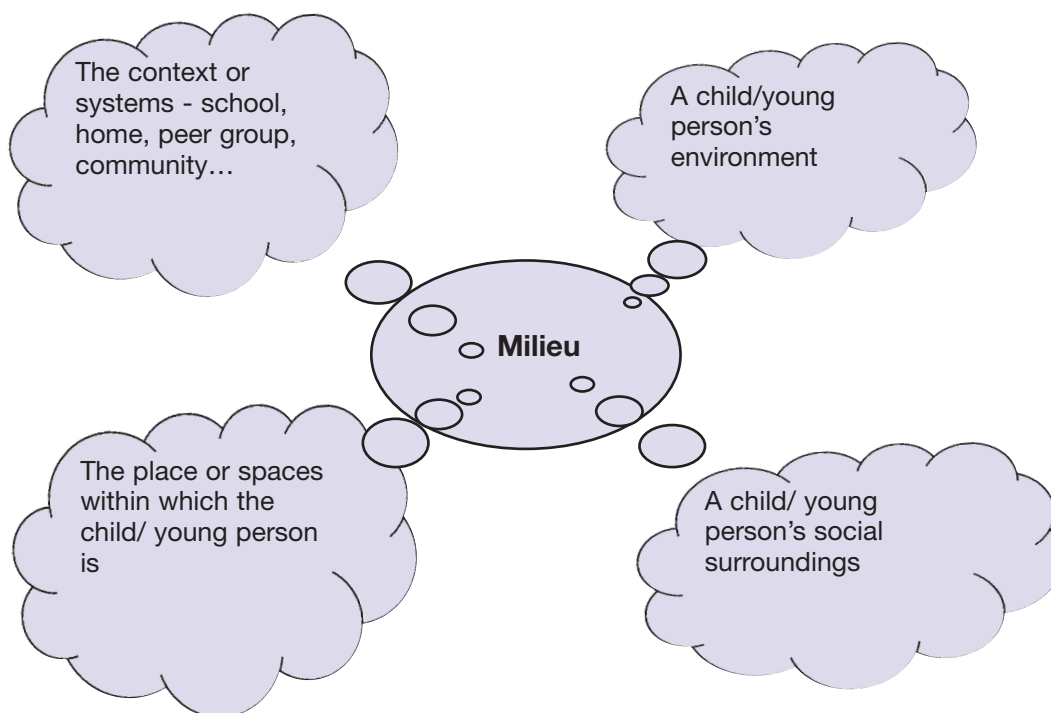 The context or
systems - school,
home, peer group,
community…
A child/young
person’s
environment
Milieu
The place or spaces
within which the
child/ young person
is
A child/ young
person’s social
surroundings